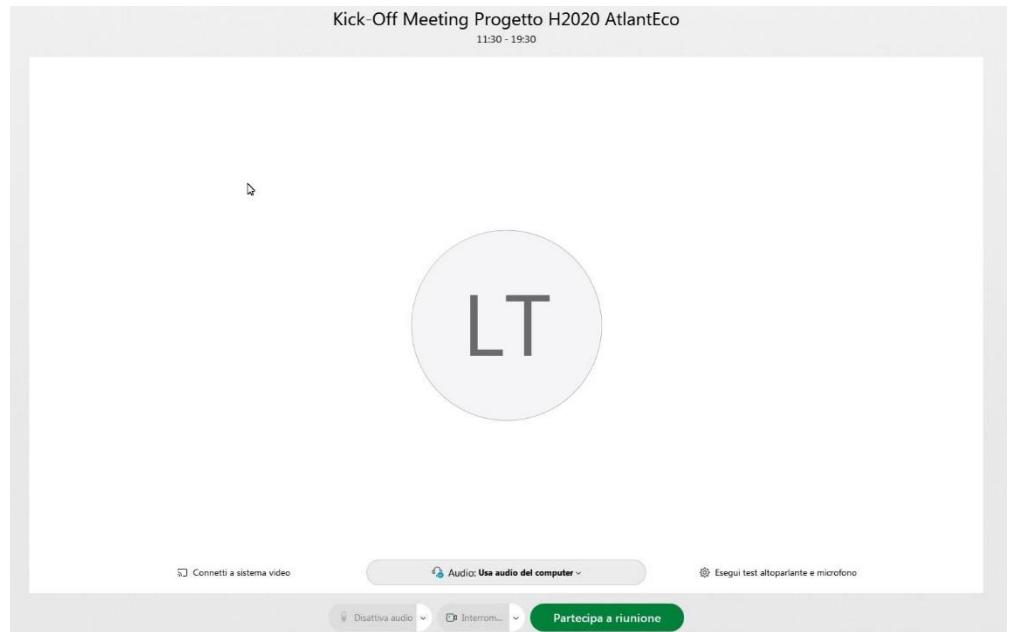 Kick-Off Meeting Progetto H2020 AtlantEco
11:30 - 19:30
LT
Connetti a sistema video
Audio: Usa audio del computer
Esegui test altoparlante e microfono
Disattiva audio
Interrom...
Partecipa a riunione